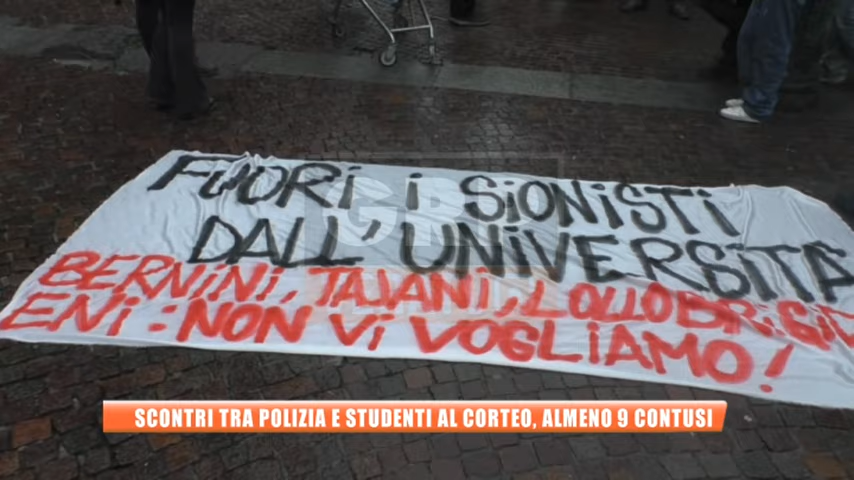 FUORI i SiONiSTi
DALL'UNiVERSiTÀ
BERNiNi, TAJANi, LOLLOBRiGiD
ENi: NON Vi VOGLiAMO!
SCONTRI TRA POLIZIA E STUDENTI AL CORTEO, ALMENO 9 CONTUSI